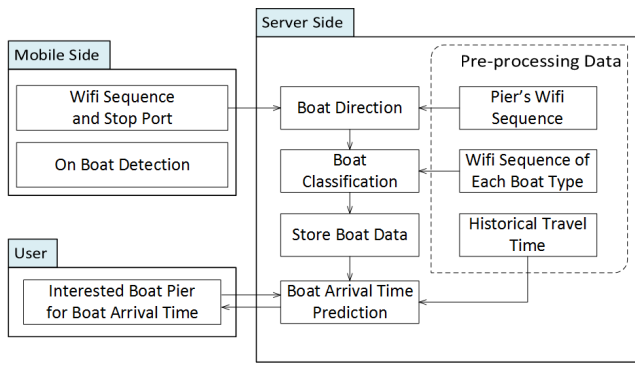 Server Side
Mobile Side
Pre-processing Data
Wifi Sequence
and Stop Port
Boat Direction
Pier's Wifi
Sequence
On Boat Detection
Boat
Classification
Wifi Sequence of
Each Boat Type
Store Boat Data
Historical Travel
Time
User
Interested Boat Pier
for Boat Arrival Time
Boat Arrival Time
Prediction